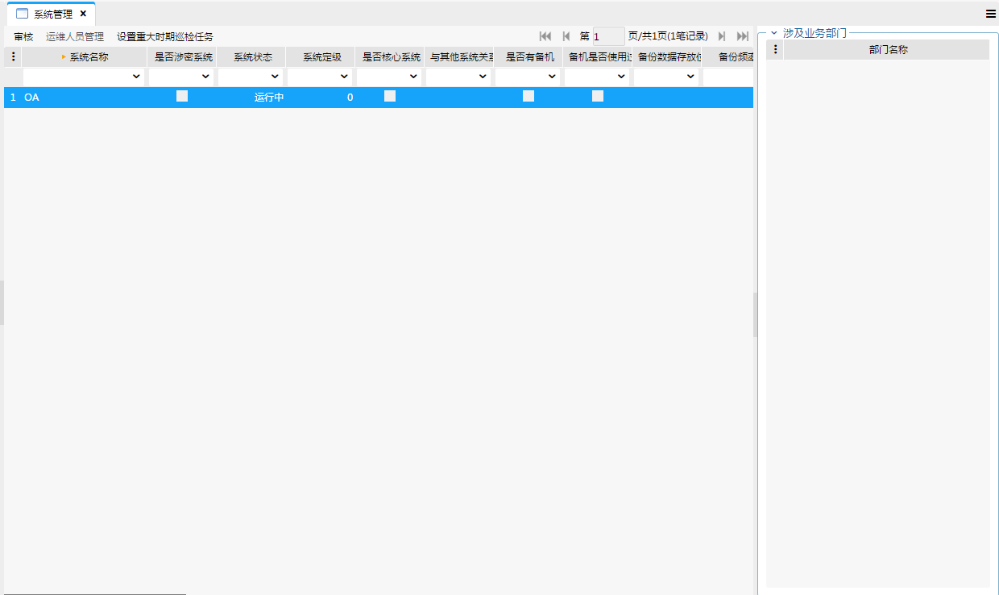 系统管理
审核 运维人员管理 设置重大时期巡检任务 第 1 页/共1页(1笔记录)
涉及业务部门
系统名称 是否涉密系统 系统状态 系统定级 是否核心系统 与其他系统关系 是否有备机 备机是否使用过 备份数据存放位 备份频率
部门名称
1 OA 运行中 0